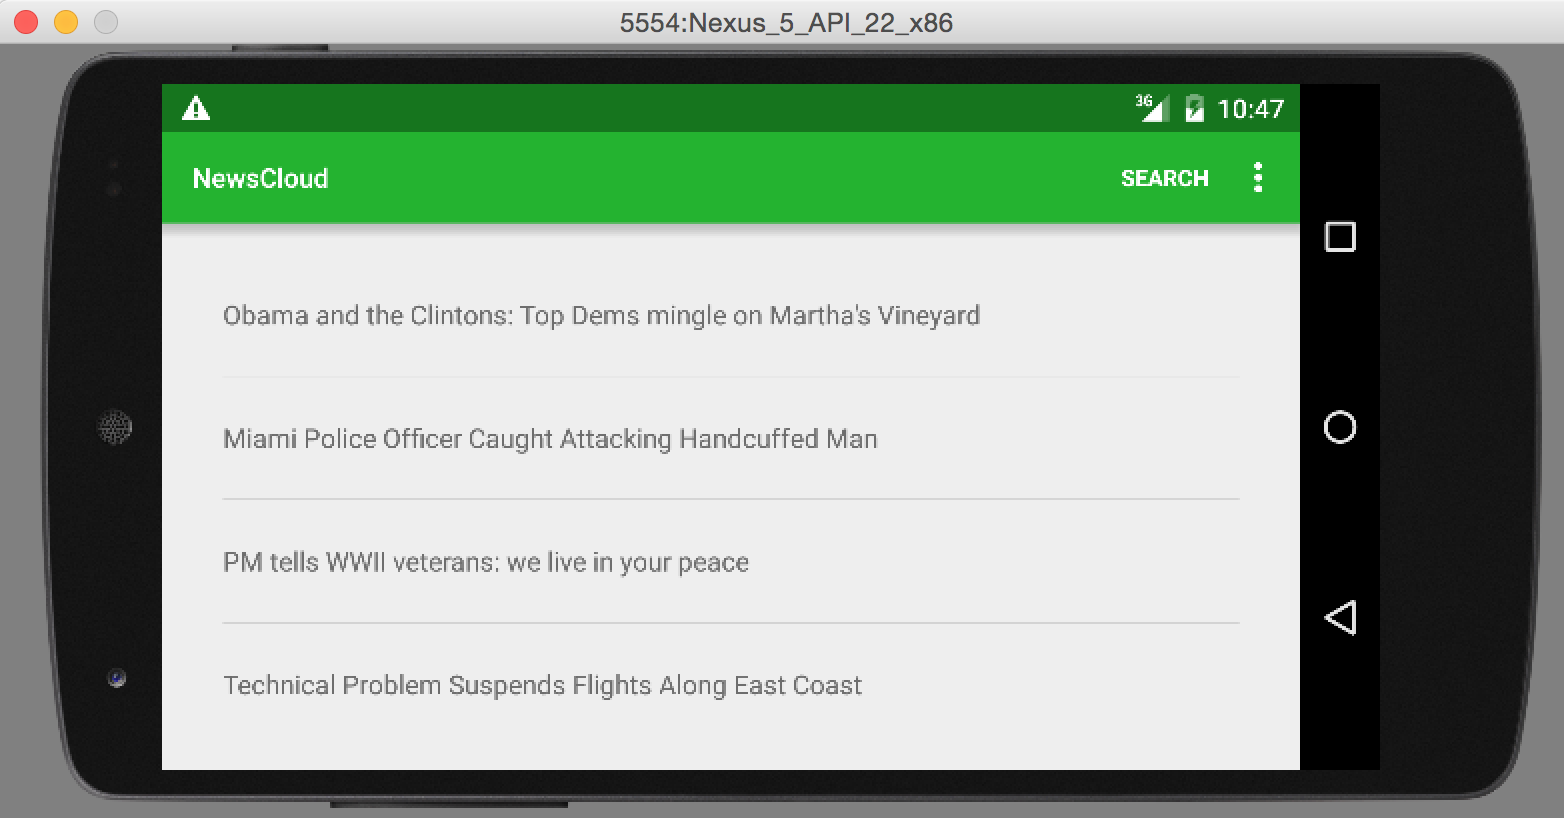 5554:Nexus_5_API_22_x86
3G 10:47
NewsCloud SEARCH
Obama and the Clintons: Top Dems mingle on Martha's Vineyard
Miami Police Officer Caught Attacking Handcuffed Man
PM tells WWII veterans: we live in your peace
Technical Problem Suspends Flights Along East Coast